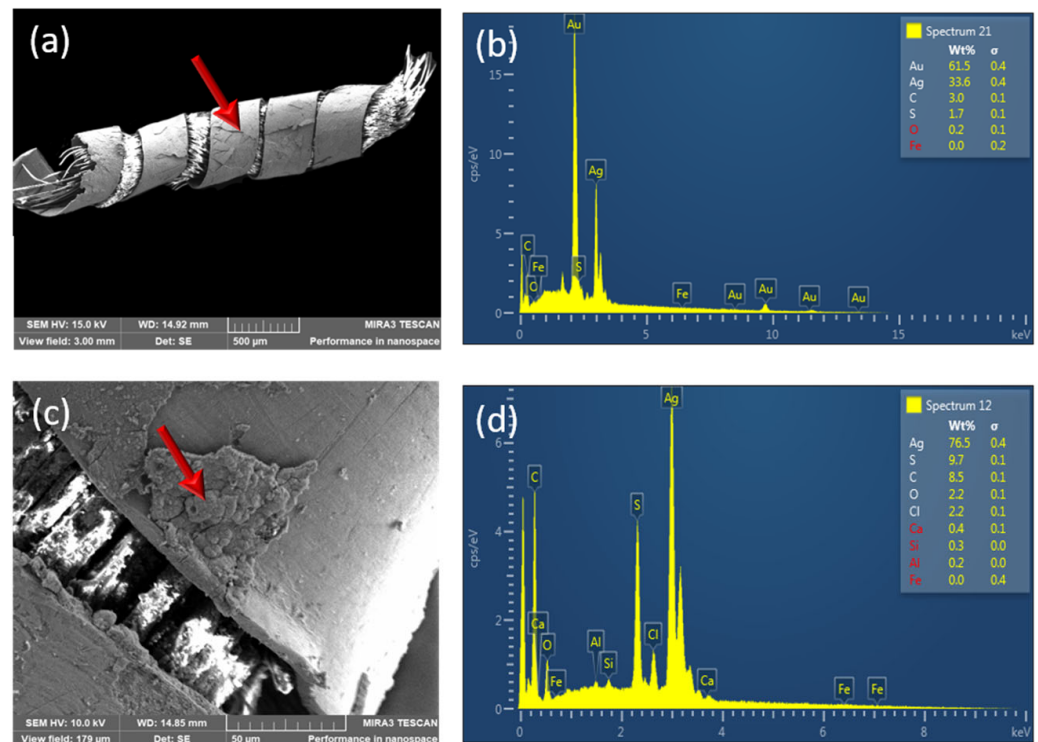 (a)
SEM HV: 15.0 kV WD: 14.92 mm MIRA3 TESCAN
View field: 3.00 mm Det: SE 500 µm Performance in nanospace
(b)
cps/eV
15
10
5
0
Au
Ag
C
Fe
O
S
Fe
Au
Au
Au
Au
0 5 10 15 keV
Spectrum 21
Wt% σ
Au 61.5 0.4
Ag 33.6 0.4
C 3.0 0.1
S 1.7 0.1
O 0.2 0.1
Fe 0.0 0.2
(c)
SEM HV: 10.0 kV WD: 14.85 mm MIRA3 TESCAN
View field: 179 µm Det: SE 50 µm Performance in nanospace
(d)
cps/eV
6
4
2
0
Ag
C
S
Ca
O
Fe
Al
Si
Cl
Ca
Fe
Fe
0 2 4 6 8 keV
Spectrum 12
Wt% σ
Ag 76.5 0.4
S 9.7 0.1
C 8.5 0.1
O 2.2 0.1
Cl 2.2 0.1
Ca 0.4 0.1
Si 0.3 0.0
Al 0.2 0.0
Fe 0.0 0.4